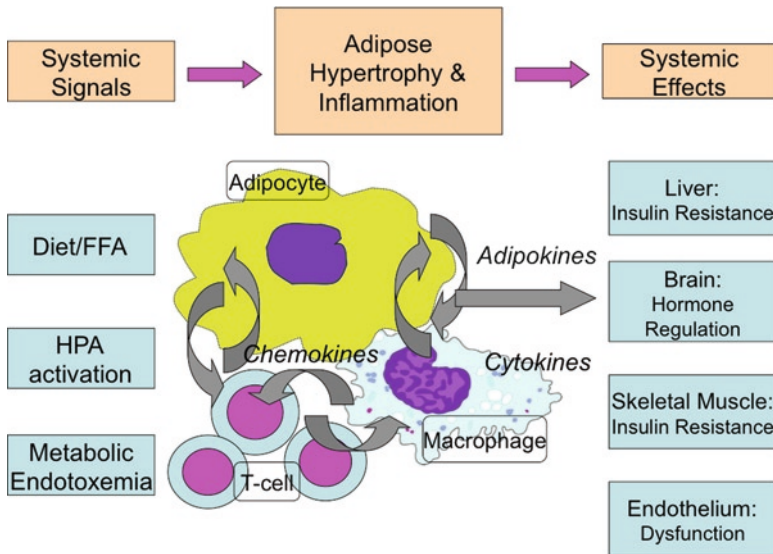 Systemic
Signals
Adipose
Hypertrophy &
Inflammation
Systemic
Effects
Adipocyte
Diet/FFA
HPA
activation
Metabolic
Endotoxemia
Adipokines
Chemokines
Cytokines
Macrophage
T-cell
Liver:
Insulin Resistance
Brain:
Hormone
Regulation
Skeletal Muscle:
Insulin Resistance
Endothelium:
Dysfunction